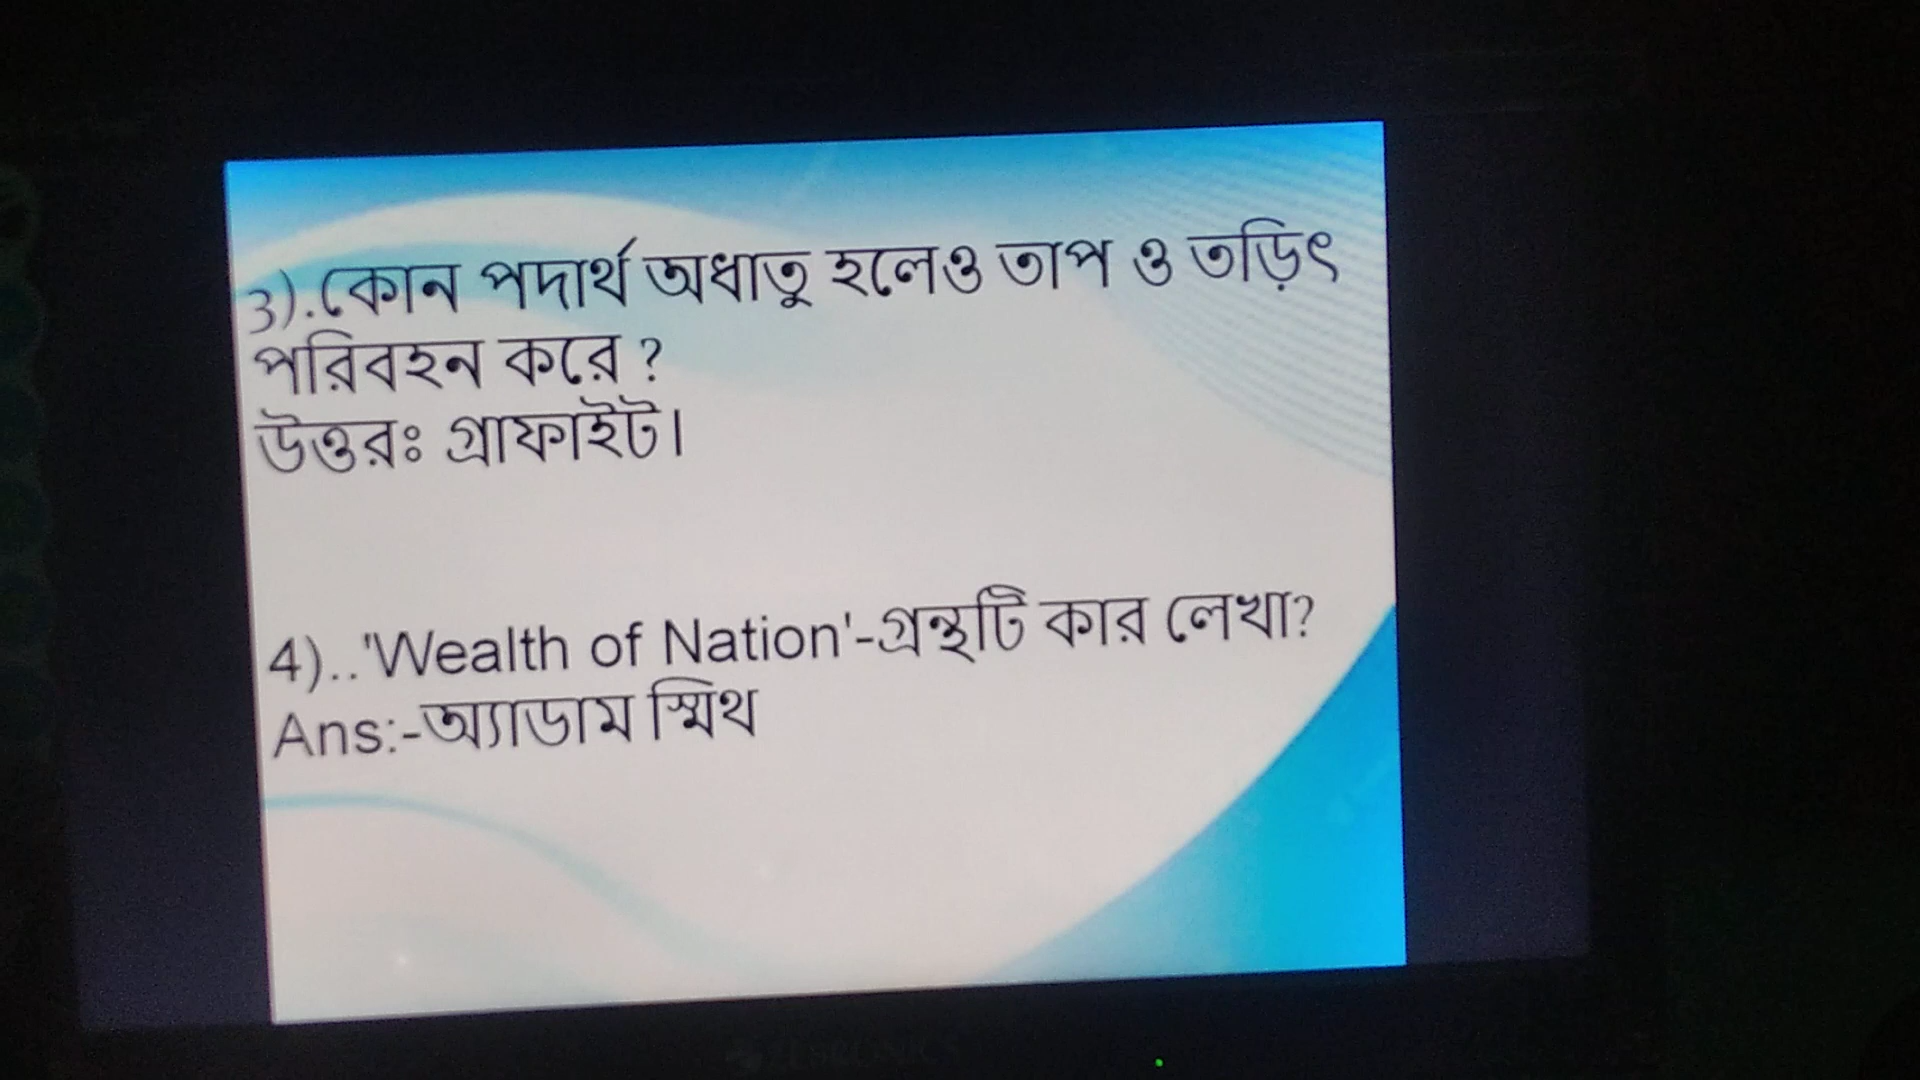 3).কোন পদার্থ অধাতু হলেও তাপ ও তড়িৎ
পরিবহন করে ?
উত্তরঃ গ্রাফাইট।
4)..'Wealth of Nation'-গ্রন্থটি কার লেখা?
Ans:-অ্যাডাম স্মিথ